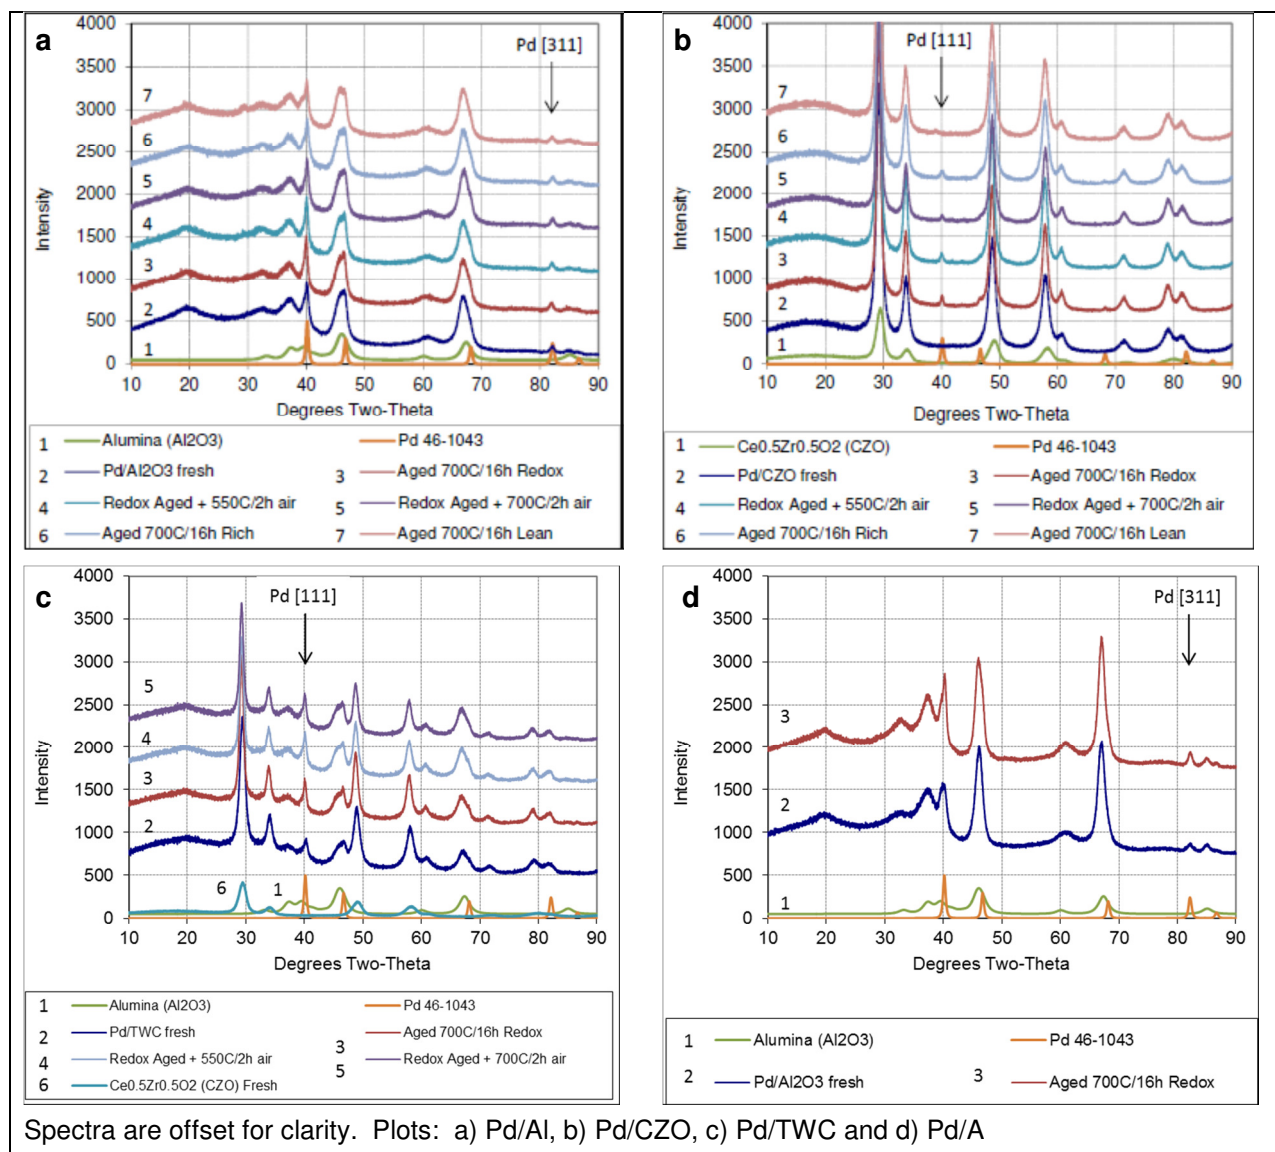 a
Pd [311]
4000
3500
3000
2500
2000
1500
1000
500
0
Intensity
7
6
5
4
3
2
1
10 20 30 40 50 60 70 80 90
Degrees Two-Theta
1 Alumina (Al2O3) Pd 46-1043
2 Pd/Al2O3 fresh 3 Aged 700C/16h Redox
4 Redox Aged + 550C/2h air 5 Redox Aged + 700C/2h air
6 Aged 700C/16h Rich 7 Aged 700C/16h Lean
b
Pd [111]
4000
3500
3000
2500
2000
1500
1000
500
0
Intensity
7
6
5
4
3
2
1
10 20 30 40 50 60 70 80 90
Degrees Two-Theta
1 Ce0.5Zr0.5O2 (CZO) Pd 46-1043
2 Pd/CZO fresh 3 Aged 700C/16h Redox
4 Redox Aged + 550C/2h air 5 Redox Aged + 700C/2h air
6 Aged 700C/16h Rich 7 Aged 700C/16h Lean
c
Pd [111]
4000
3500
3000
2500
2000
1500
1000
500
0
Intensity
5
4
3
2
6 1
10 20 30 40 50 60 70 80 90
Degrees Two-Theta
1 Alumina (Al2O3) Pd 46-1043
2 Pd/TWC fresh 3 Aged 700C/16h Redox
4 Redox Aged + 550C/2h air 5 Redox Aged + 700C/2h air
6 Ce0.5Zr0.5O2 (CZO) Fresh
d
Pd [311]
4000
3500
3000
2500
2000
1500
1000
500
0
Intensity
3
2
1
10 20 30 40 50 60 70 80 90
Degrees Two-Theta
1 Alumina (Al2O3) Pd 46-1043
2 Pd/Al2O3 fresh 3 Aged 700C/16h Redox
Spectra are offset for clarity. Plots: a) Pd/Al, b) Pd/CZO, c) Pd/TWC and d) Pd/A